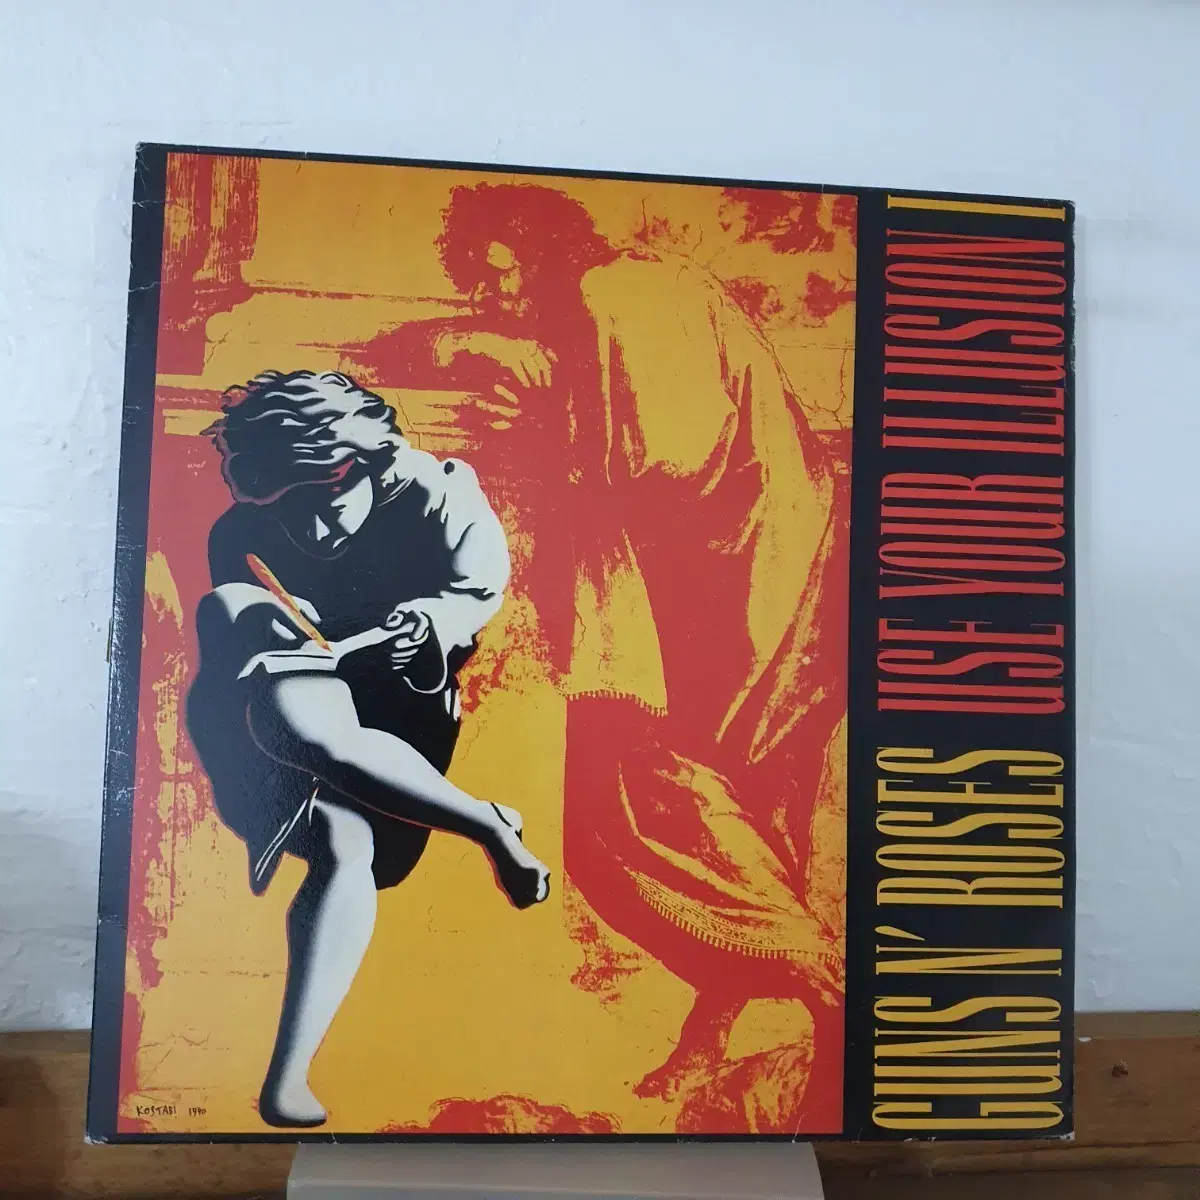 GUNS N' ROSES USE YOUR ILLUSION I
KOSTABI 1990